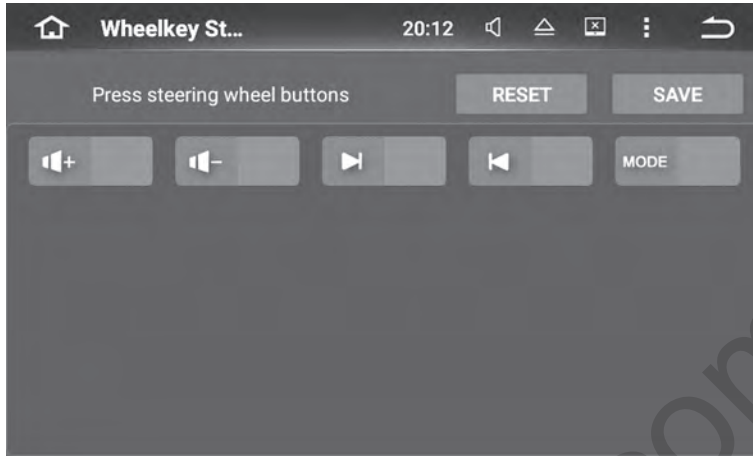 Wheelkey St... 20:12
Press steering wheel buttons RESET SAVE
+ - MODE